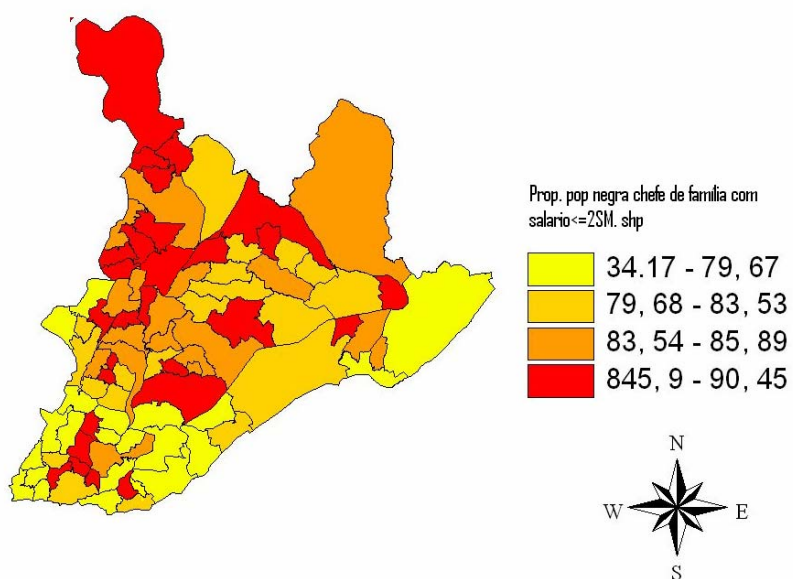 Prop. pop negra chefe de familia com
salario<=2SM. shp
34.17 - 79, 67
79, 68 - 83, 53
83, 54 - 85, 89
845, 9 - 90, 45
N
W E
S